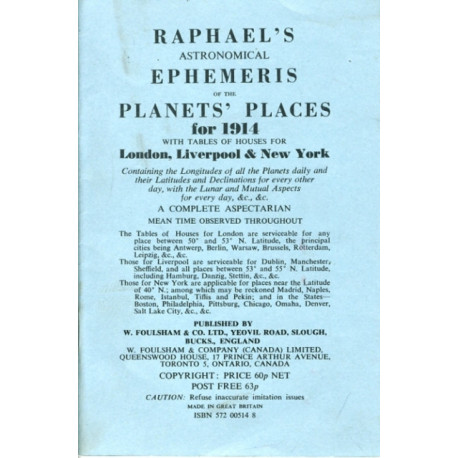 RAPHAEL'S
ASTRONOMICAL
EPHEMERIS
OF THE
PLANETS' PLACES
for 1914
WITH TABLES OF HOUSES FOR
London, Liverpool & New York
Containing the Longitudes of all the Planets daily and
their Latitudes and Declinations for every other
day, with the Lunar and Mutual Aspects
for every day, &c., &c.
A COMPLETE ASPECTARIAN
MEAN TIME OBSERVED THROUGHOUT
The Tables of Houses for London are serviceable for any
place between 50° and 53° N. Latitude, the principal
cities being Antwerp, Berlin, Warsaw, Brussels, Rotterdam,
Leipzig, &c., &c.
Those for Liverpool are serviceable for Dublin, Manchester,
Sheffield, and all places between 53° and 55° N. Latitude,
including Hamburg, Danzig, Stettin, &c., &c.
Those for New York are applicable for places near the Latitude
of 40° N.; among which may be reckoned Madrid, Naples,
Rome, Istanbul, Tiflis and Pekin; and in the States—
Boston, Philadelphia, Pittsburg, Chicago, Omaha, Denver,
Salt Lake City, &c., &c.
PUBLISHED BY
W. FOULSHAM & CO. LTD., YEOVIL ROAD, SLOUGH,
BUCKS, ENGLAND
W. FOULSHAM & COMPANY (CANADA) LIMITED,
QUEENSWOOD HOUSE, 17 PRINCE ARTHUR AVENUE,
TORONTO 5, ONTARIO, CANADA
COPYRIGHT: PRICE 60p NET
POST FREE 63p
CAUTION: Refuse inaccurate imitation issues
MADE IN GREAT BRITAIN
ISBN 572 00514 8